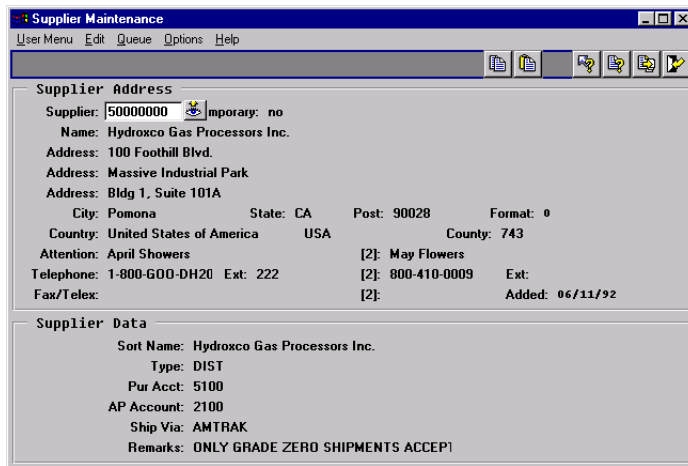 Supplier Maintenance
User Menu Edit Queue Options Help
Supplier Address
Supplier: 50000000 mporary: no
Name: Hydroxco Gas Processors Inc.
Address: 100 Foothill Blvd.
Address: Massive Industrial Park
Address: Bldg 1, Suite 101A
City: Pomona State: CA Post: 90028 Format: 0
Country: United States of America USA County: 743
Attention: April Showers [2]: May Flowers
Telephone: 1-800-GOO-DH20 Ext: 222 [2]: 800-410-0009 Ext:
Fax/Telex: [2]: Added: 06/11/92
Supplier Data
Sort Name: Hydroxco Gas Processors Inc.
Type: DIST
Pur Acct: 5100
AP Account: 2100
Ship Via: AMTRAK
Remarks: ONLY GRADE ZERO SHIPMENTS ACCEPT